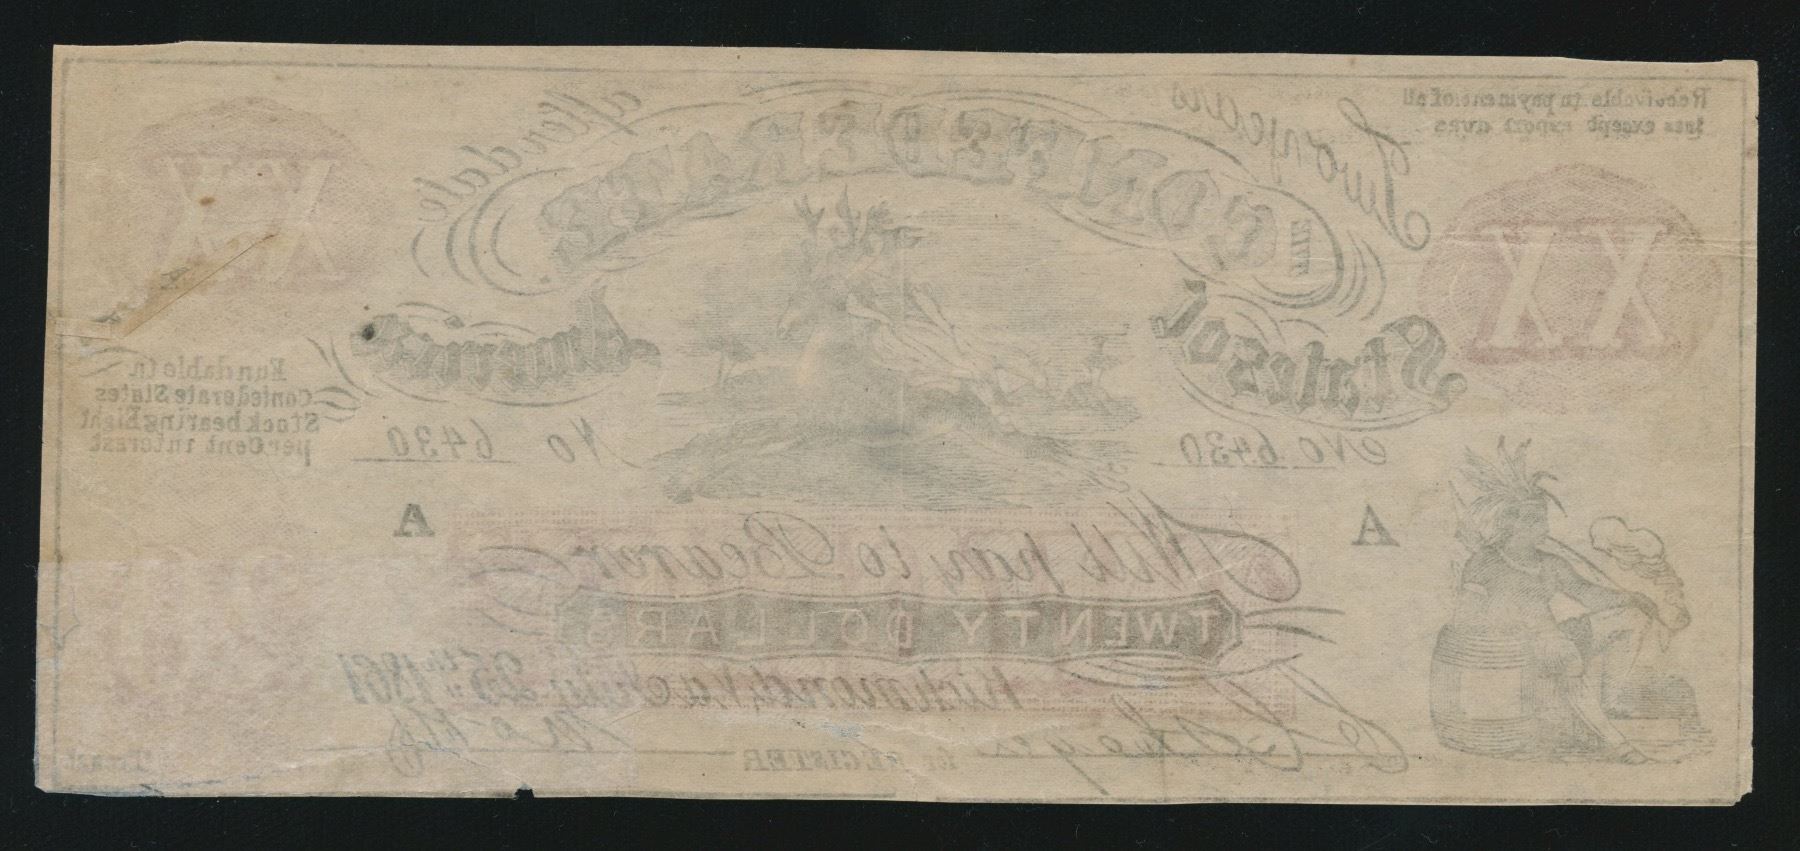 Two years after date
Receivable in payment of all
dues except export dues
THE CONFEDERATE
States of America
XX
XX
Fundable in
Confederate States
Stock bearing Eight
per Cent interest
No 6430
No 6430
A
A
A
Will pay to Bearer
TWENTY DOLLARS
Richmond, Va July 25th 1861
for REGISTER